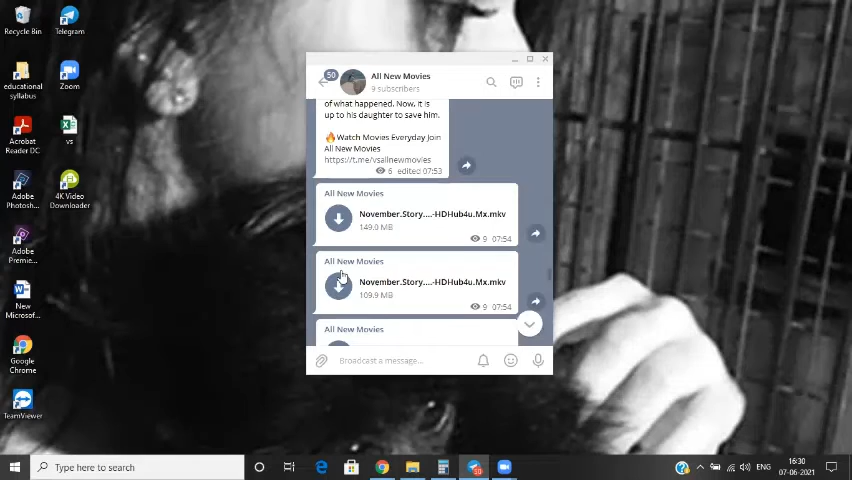 Recycle Bin
Telegram
educational
syllabus
Zoom
Acrobat
Reader DC
vs
Adobe
Photosh...
4K Video
Downloader
Adobe
Premie...
New
Microsof...
Google
Chrome
TeamViewer
50
All New Movies
9 subscribers
of what happened. Now, it is
up to his daughter to save him.
🔥Watch Movies Everyday Join
All New Movies
https://t.me/vsallnewmovies
6 edited 07:53
All New Movies
November.Story....-HDHub4u.Mx.mkv
149.0 MB
9 07:54
All New Movies
November.Story....-HDHub4u.Mx.mkv
109.9 MB
9 07:54
All New Movies
Broadcast a message...
Type here to search
50
ENG
16:30
07-06-2021